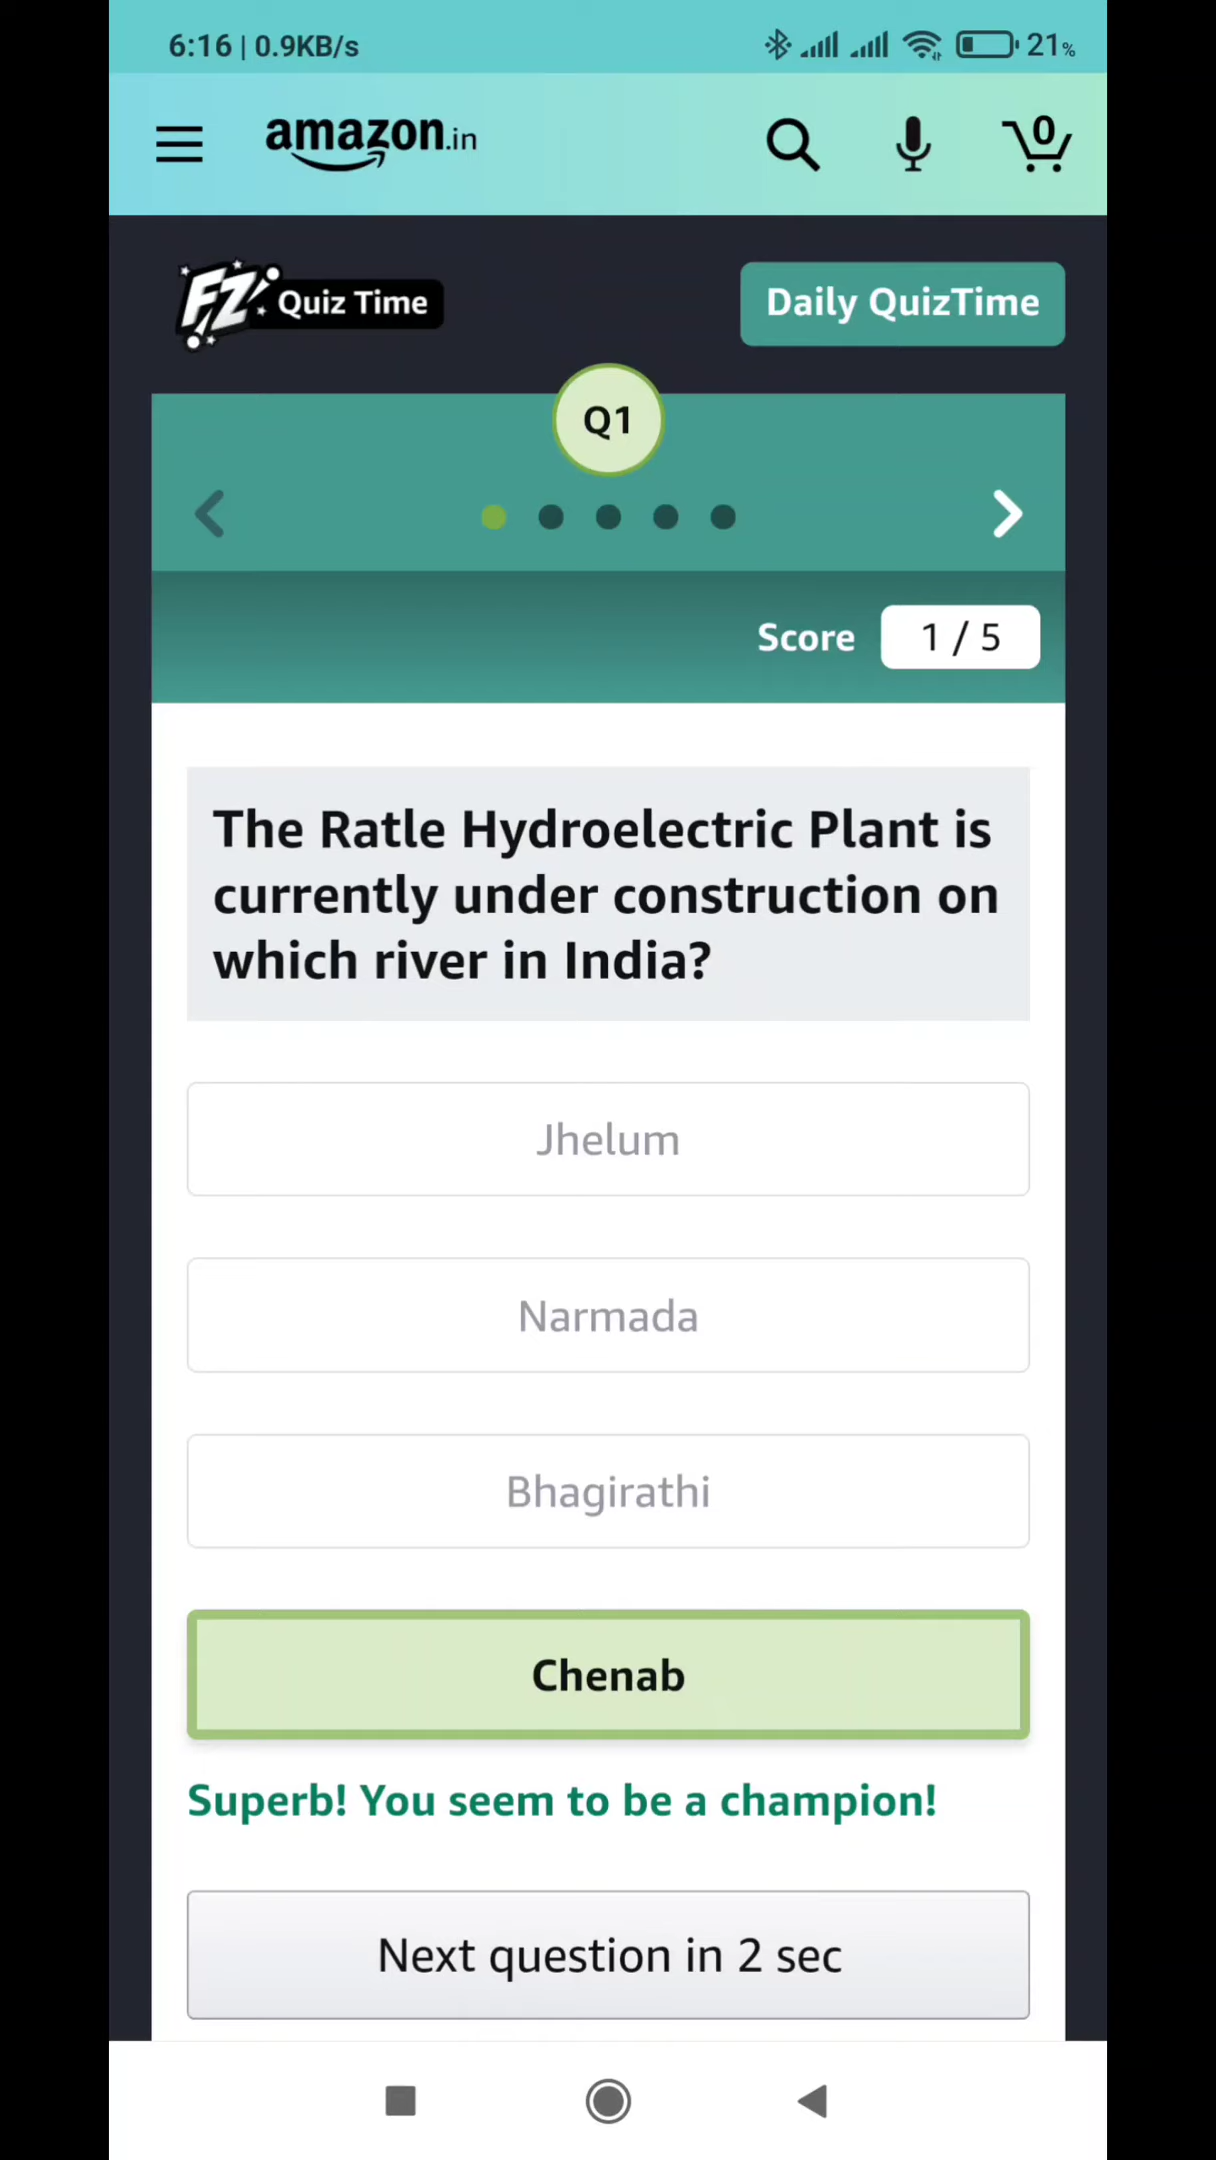 6:16 | 0.9KB/s 21%
amazon.in 0
FZ Quiz Time Daily QuizTime
Q1
Score 1 / 5
The Ratle Hydroelectric Plant is
currently under construction on
which river in India?
Jhelum
Narmada
Bhagirathi
Chenab
Superb! You seem to be a champion!
Next question in 2 sec